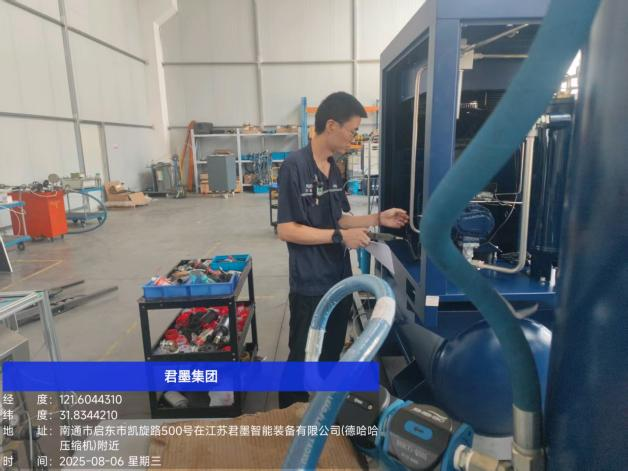 君墨集团
经 度: 121.6044310
纬 度: 31.8344210
地 址: 南通市启东市凯旋路500号在江苏君墨智能装备有限公司(德哈哈
压缩机)附近
时 间: 2025-08-06 星期三